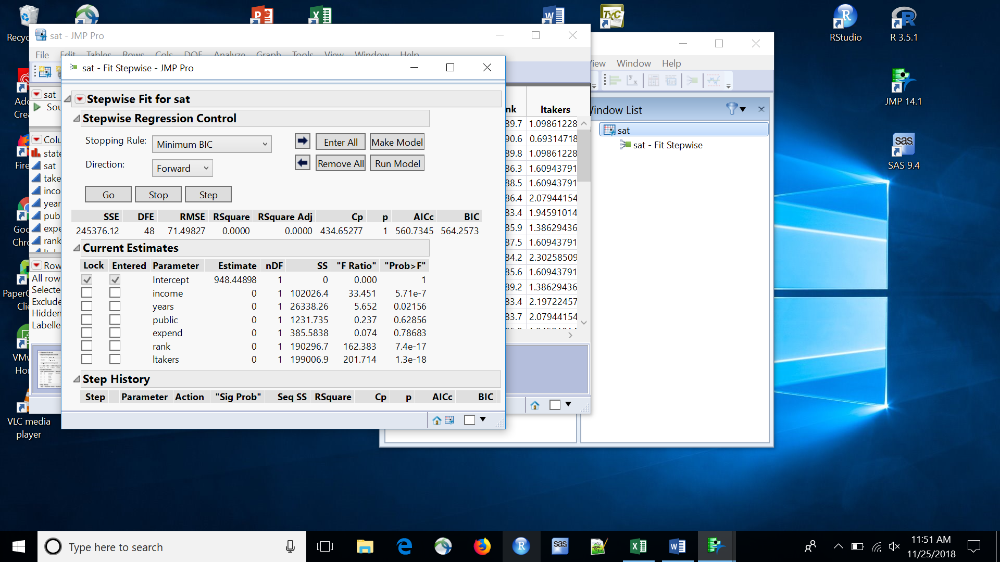 Recyc
RStudio
R 3.5.1
sat - JMP Pro
File Edit Tables Rows Cols DOE Analyze Graph Tools View Window Help
View Window Help
sat - Fit Stepwise - JMP Pro
Ado
Crea
JMP 14.1
sat
Sou
Stepwise Fit for sat
Stepwise Regression Control
Stopping Rule: Minimum BIC
Enter All Make Model
Direction: Forward
Remove All Run Model
Go Stop Step
SSE DFE RMSE RSquare RSquare Adj Cp p AICc BIC
245376.12 48 71.49827 0.0000 0.0000 434.65277 1 560.7345 564.2573
Current Estimates
Lock Entered Parameter Estimate nDF SS "F Ratio" "Prob>F"
Intercept 948.44898 1 0 0.000 1
income 0 1 102026.4 33.451 5.71e-7
years 0 1 26338.26 5.652 0.02156
public 0 1 1231.735 0.237 0.62856
expend 0 1 385.5838 0.074 0.78683
rank 0 1 190296.7 162.383 7.4e-17
ltakers 0 1 199006.9 201.714 1.3e-18
Step History
Step Parameter Action "Sig Prob" Seq SS RSquare Cp p AICc BIC
Colu
state
sat
take
inco
year
pub
expe
rank
Row
All row
Selecte
Exclude
Hidden
Labelle
nk ltakers
89.7 1.09861228
90.6 0.69314718
89.8 1.09861228
86.3 1.60943791
88.5 1.60943791
86.4 2.07944154
83.4 1.94591014
85.9 1.38629436
87.5 1.60943791
84.2 2.30258509
85.6 1.60943791
89.2 1.38629436
83.4 2.19722457
83.7 2.07944154
Window List
sat
sat - Fit Stepwise
sas
SAS 9.4
Fire
Goo
Chro
PaperC
Clie
VMw
Hor
VLC media
player
Type here to search
sas
11:51 AM
11/25/2018